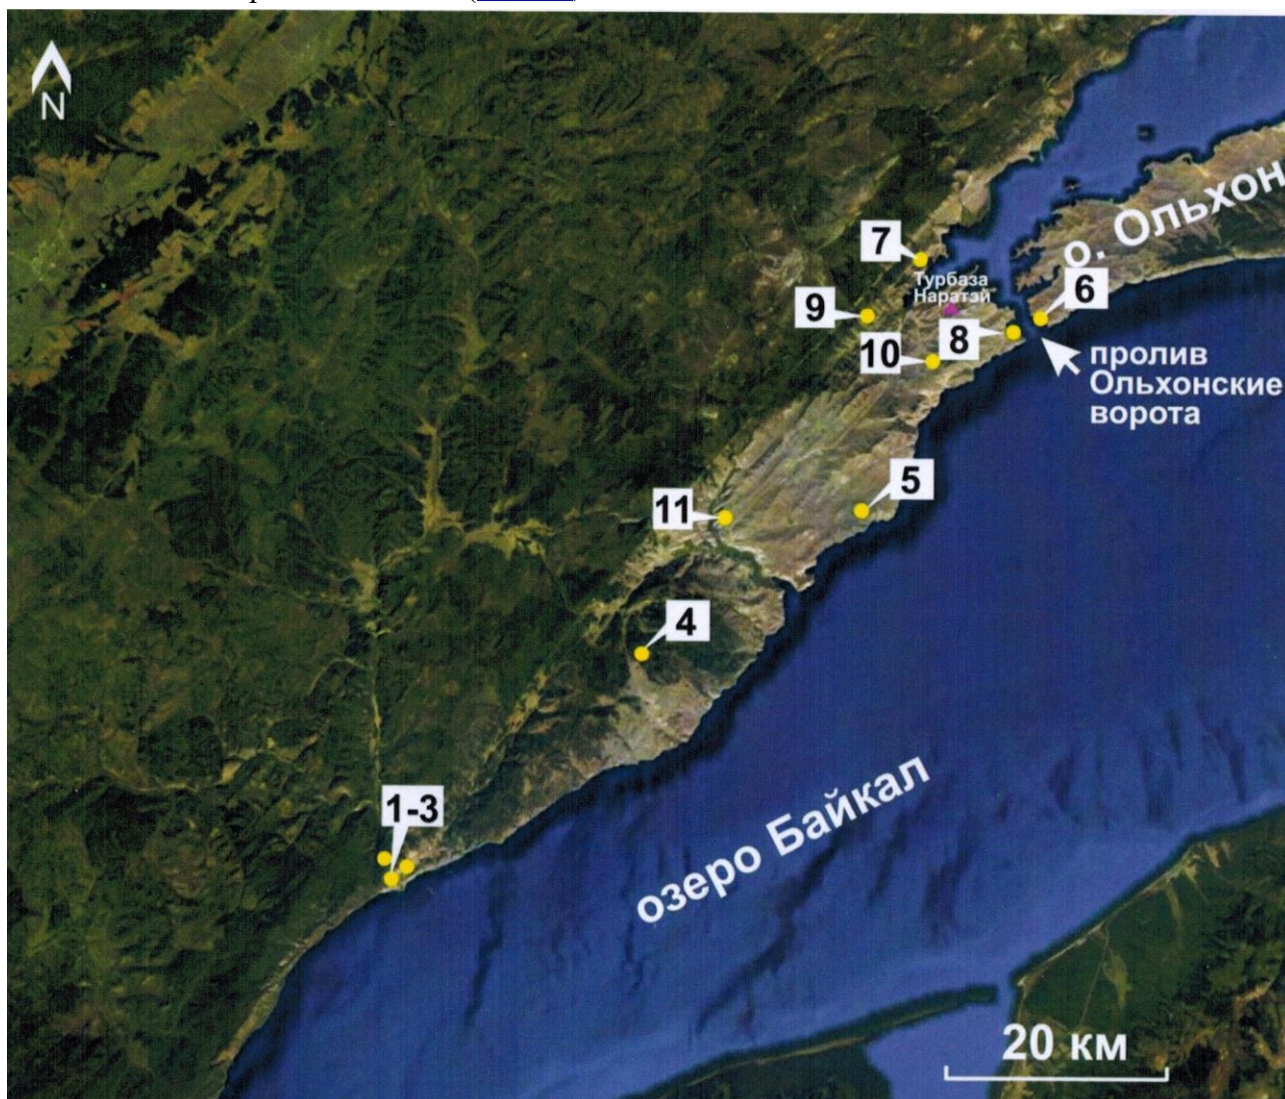 N
о. Ольхон
7
Турбаза
Наратэй
9
6
8
10
пролив
Ольхонские
ворота
5
11
4
1-3
озеро Байкал
20 км